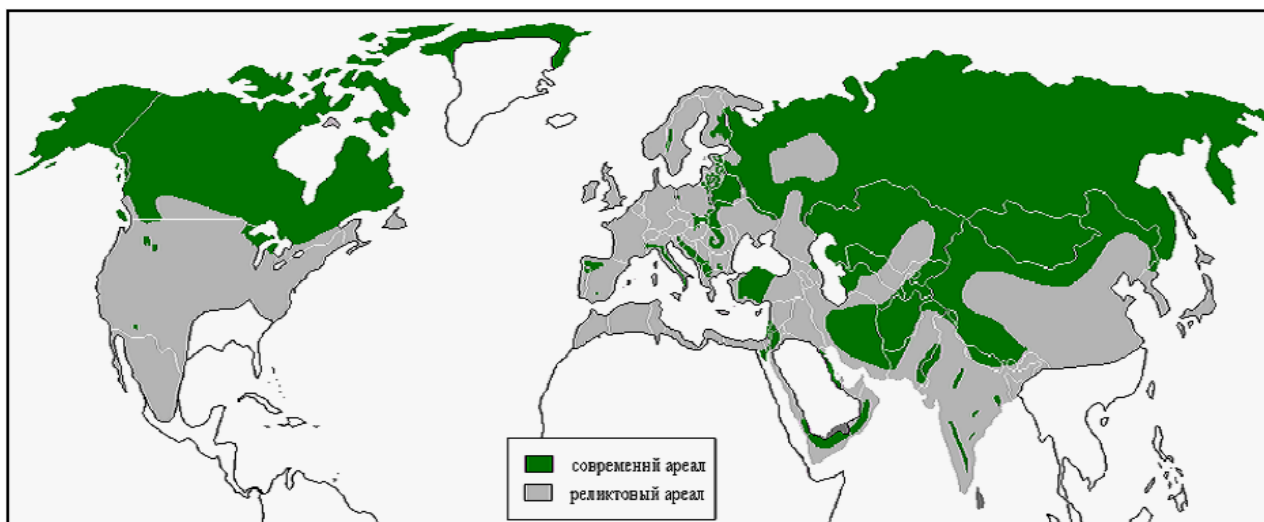 современнй ареал
реликтовый ареал